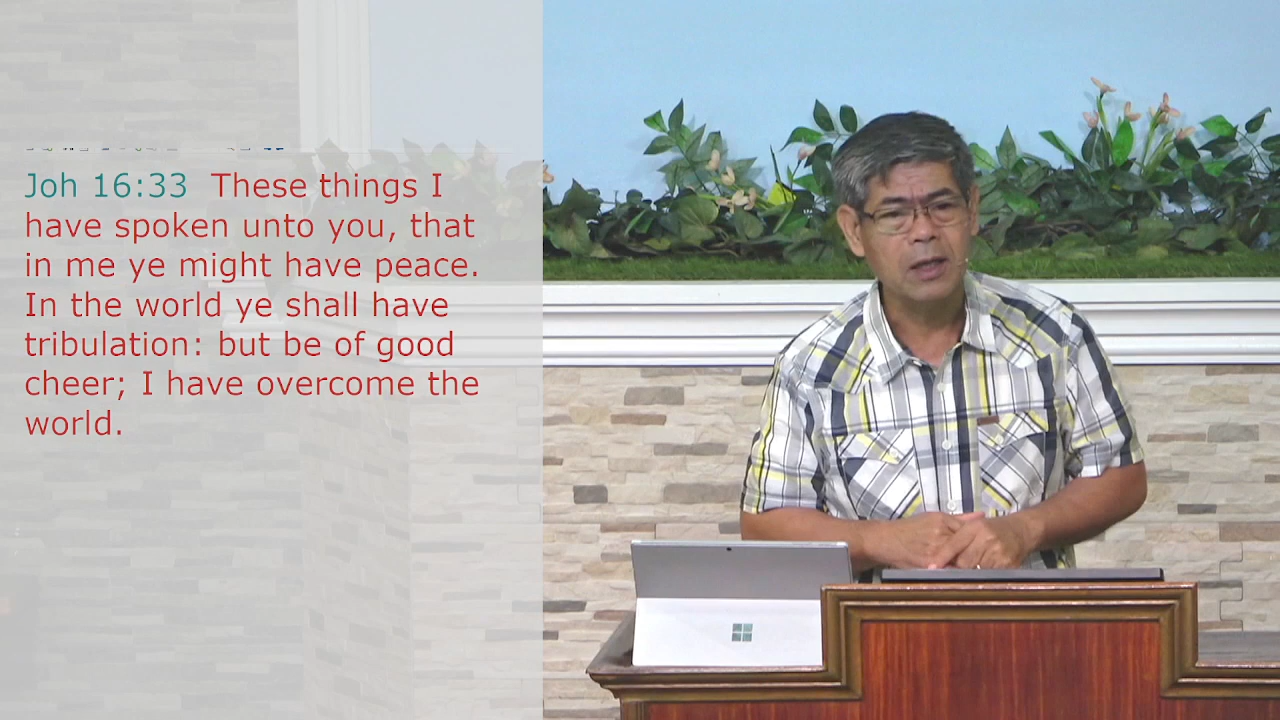 Joh 16:33 These things I
have spoken unto you, that
in me ye might have peace.
In the world ye shall have
tribulation: but be of good
cheer; I have overcome the
world.